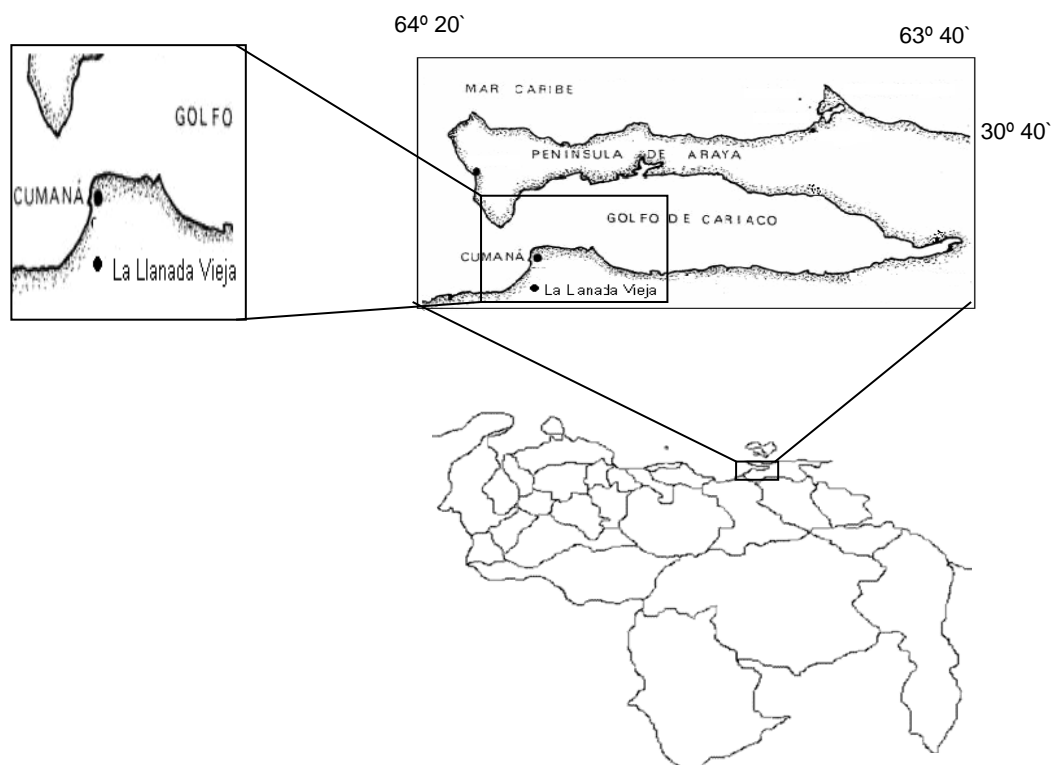 64º 20`
63º 40`
GOLFO
CUMANÁ
La Llanada Vieja
MAR CARIBE
30º 40`
PENINSULA DE ARAYA
GOLFO DE CARIACO
CUMANÁ
La Llanada Vieja